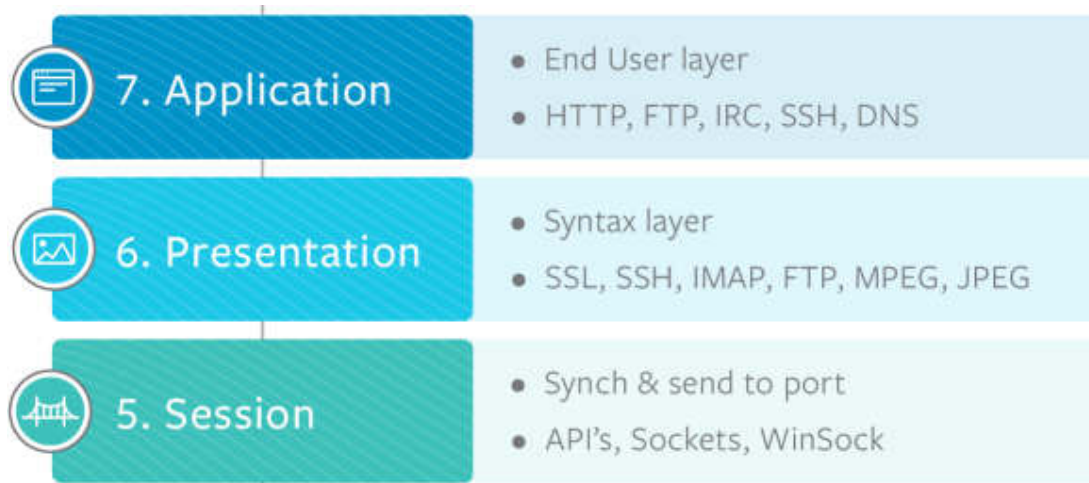 7. Application
• End User layer
• HTTP, FTP, IRC, SSH, DNS
6. Presentation
• Syntax layer
• SSL, SSH, IMAP, FTP, MPEG, JPEG
5. Session
• Synch & send to port
• API's, Sockets, WinSock